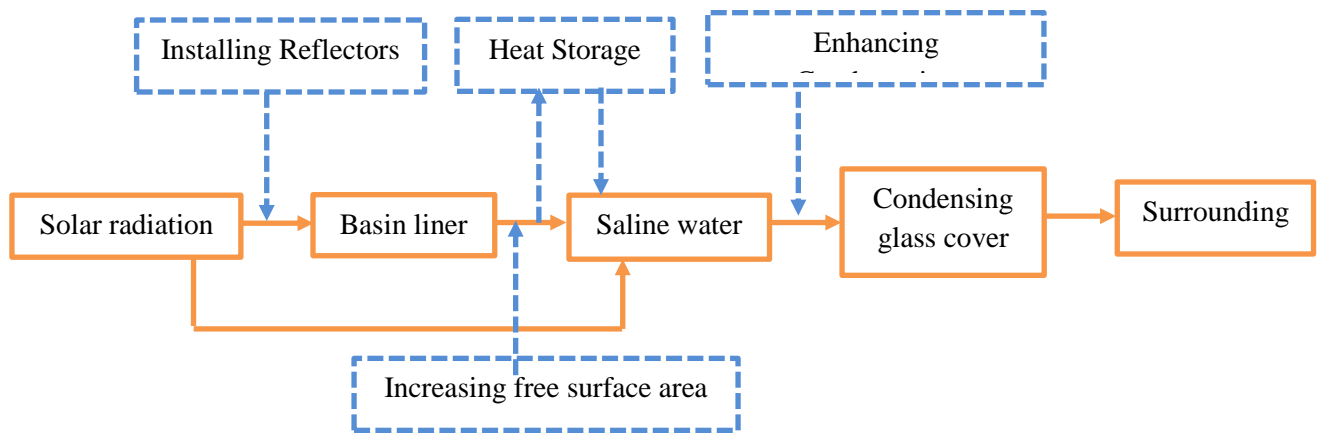 Installing Reflectors
Heat Storage
Enhancing
Solar radiation
Basin liner
Saline water
Condensing
glass cover
Surrounding
Increasing free surface area